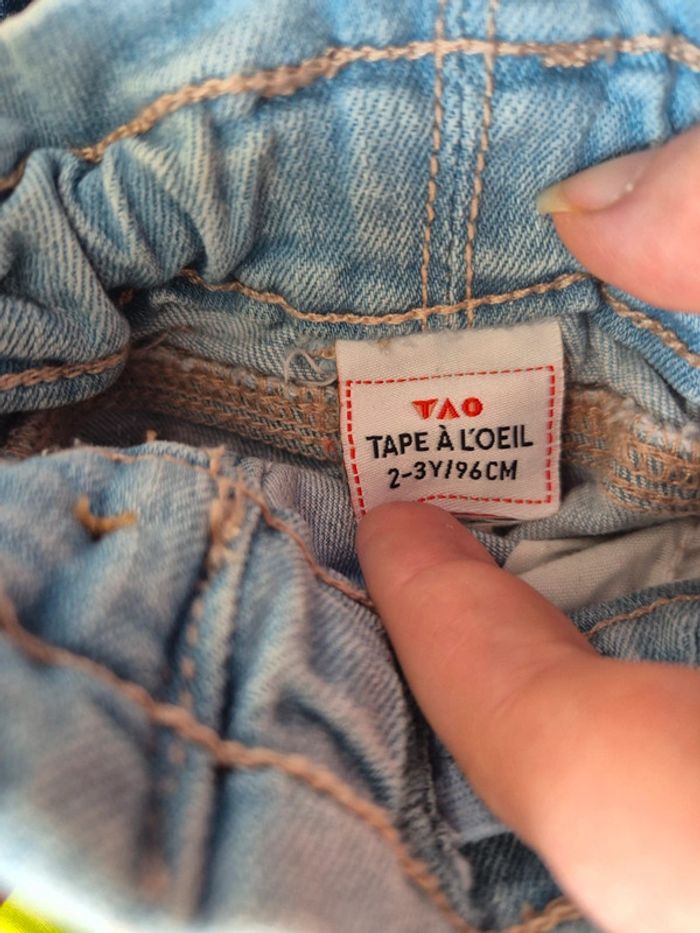 TAO
TAPE À L'OEIL
2-3Y/96CM